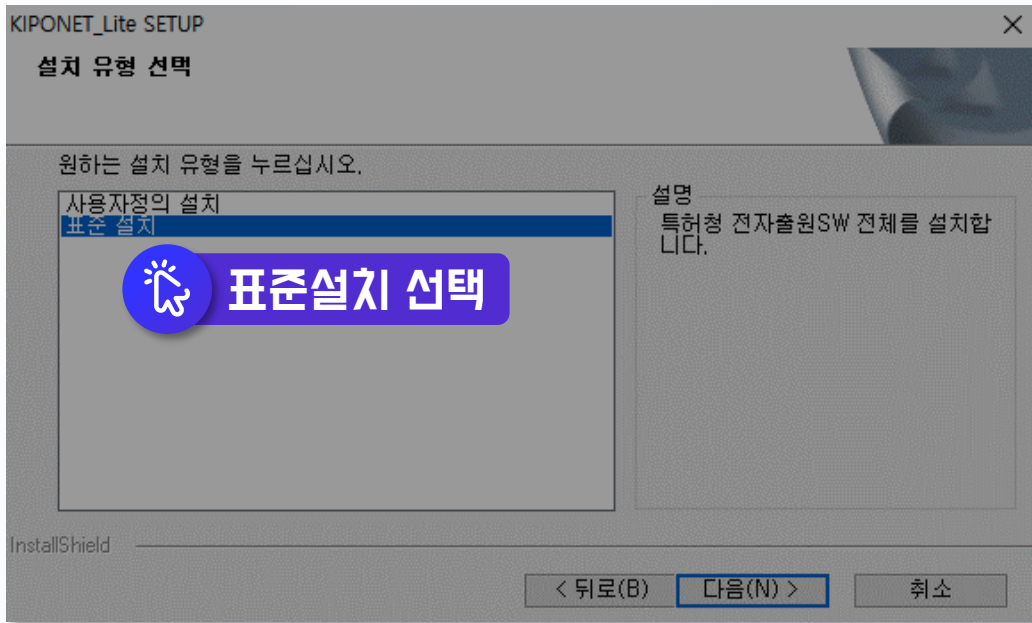 KIPONET_Lite SETUP
설치 유형 선택
원하는 설치 유형을 누르십시오.
사용자정의 설치
표준 설치
표준설치 선택
설명
특허청 전자출원SW 전체를 설치합
니다.
InstallShield
< 뒤로(B)
다음(N) >
취소